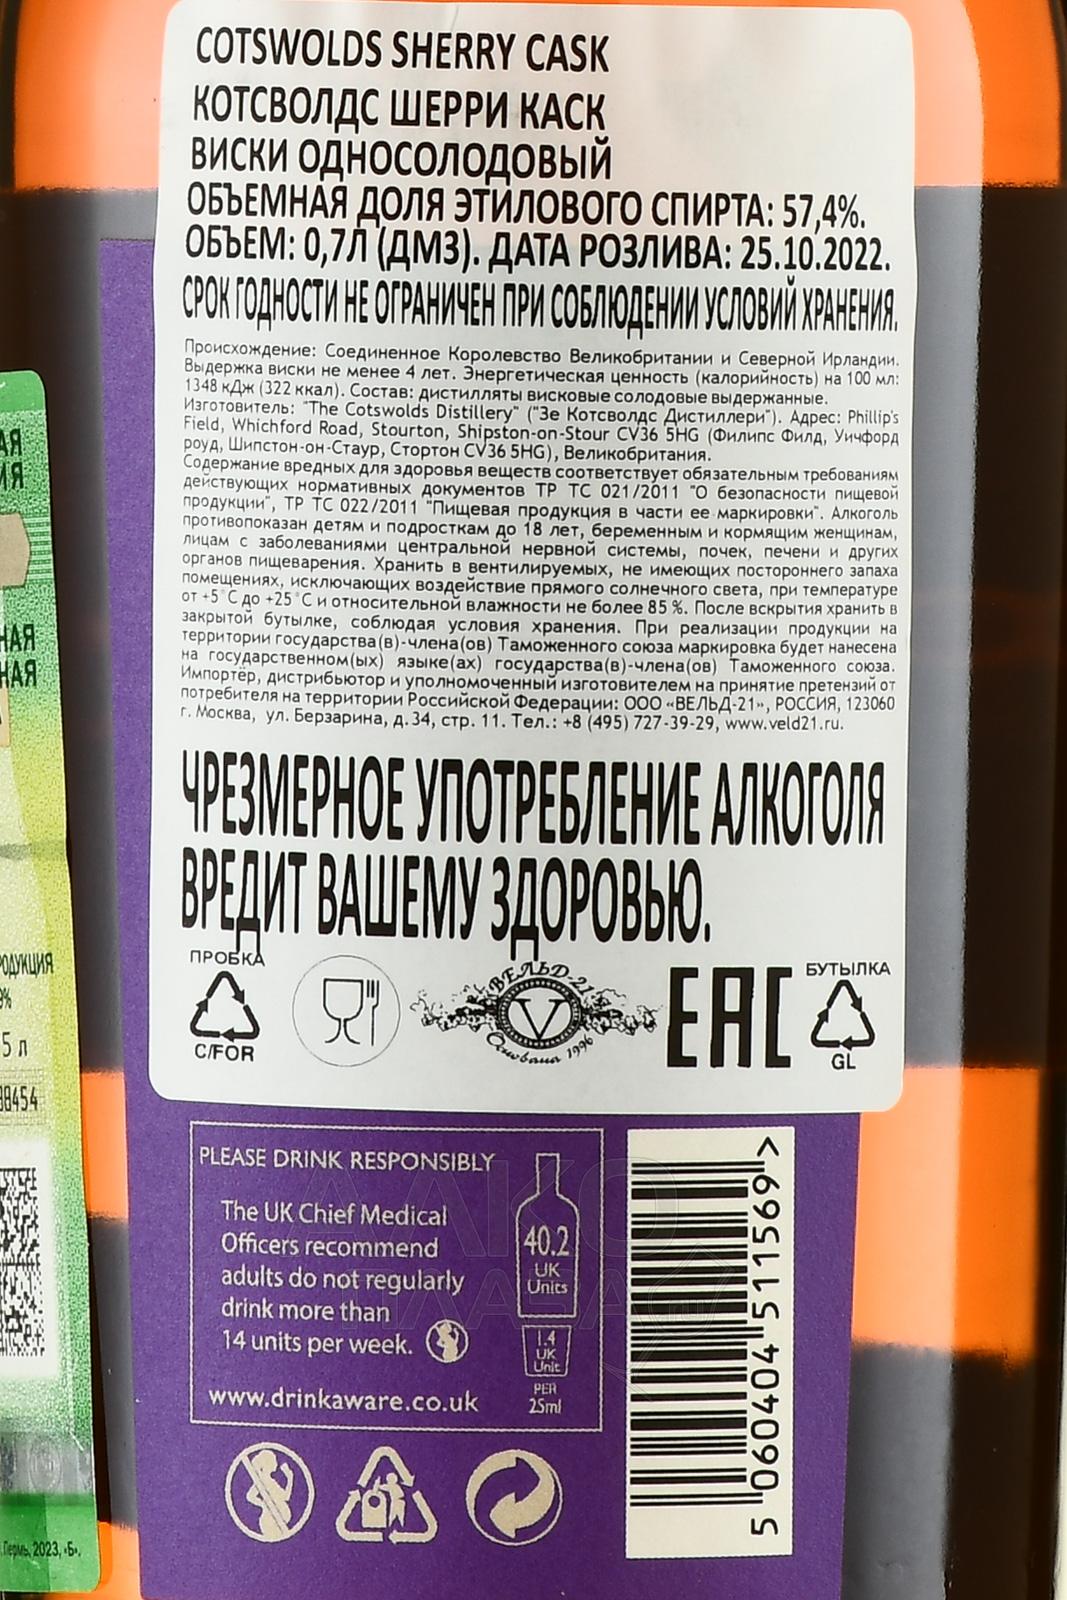 COTSWOLDS SHERRY CASK
КОТСВОЛДС ШЕРРИ КАСК
ВИСКИ ОДНОСОЛОДОВЫЙ
ОБЪЕМНАЯ ДОЛЯ ЭТИЛОВОГО СПИРТА: 57,4%.
ОБЪЕМ: 0,7Л (ДМЗ). ДАТА РОЗЛИВА: 25.10.2022.
СРОК ГОДНОСТИ НЕ ОГРАНИЧЕН ПРИ СОБЛЮДЕНИИ УСЛОВИЙ ХРАНЕНИЯ.
Происхождение: Соединенное Королевство Великобритании и Северной Ирландии.
Выдержка виски не менее 4 лет. Энергетическая ценность (калорийность) на 100 мл:
1348 кДж (322 ккал). Состав: дистилляты висковые солодовые выдержанные.
Изготовитель: "The Cotswolds Distillery" ("Зе Котсволдс Дистиллери"). Адрес: Phillip's
Field, Whichford Road, Stourton, Shipston-on-Stour CV36 5HG (Филипс Филд, Уичфорд
роуд, Шипстон-он-Стаур, Стортон CV36 5HG), Великобритания.
Содержание вредных для здоровья веществ соответствует обязательным требованиям
действующих нормативных документов ТР ТС 021/2011 "О безопасности пищевой
продукции", ТР ТС 022/2011 "Пищевая продукция в части ее маркировки". Алкоголь
противопоказан детям и подросткам до 18 лет, беременным и кормящим женщинам,
лицам с заболеваниями центральной нервной системы, почек, печени и других
органов пищеварения. Хранить в вентилируемых, не имеющих постороннего запаха
помещениях, исключающих воздействие прямого солнечного света, при температуре
от +5°С до +25°С и относительной влажности не более 85 %. После вскрытия хранить в
закрытой бутылке, соблюдая условия хранения. При реализации продукции на
территории государства(в)-члена(ов) Таможенного союза маркировка будет нанесена
на государственном(ых) языке(ах) государства(в)-члена(ов) Таможенного союза.
Импортёр, дистрибьютор и уполномоченный изготовителем на принятие претензий от
потребителя на территории Российской Федерации: ООО «ВЕЛЬД-21», РОССИЯ, 123060
г. Москва, ул. Берзарина, д. 34, стр. 11. Тел.: +8 (495) 727-39-29, www.veld21.ru.
ЧРЕЗМЕРНОЕ УПОТРЕБЛЕНИЕ АЛКОГОЛЯ
ВРЕДИТ ВАШЕМУ ЗДОРОВЬЮ.
ПРОБКА
C/FOR
ВЕЛЬД-21
V
Основана 1996
EAC
БУТЫЛКА
GL
PLEASE DRINK RESPONSIBLY
The UK Chief Medical
Officers recommend
adults do not regularly
drink more than
14 units per week.
www.drinkaware.co.uk
40.2
UK
Units
1.4
UK
Unit
PER
25ml
5 060404 511569 >
5 л
38454
Пермь, 2023, «Б».
АЛКО
ПЛАЗА